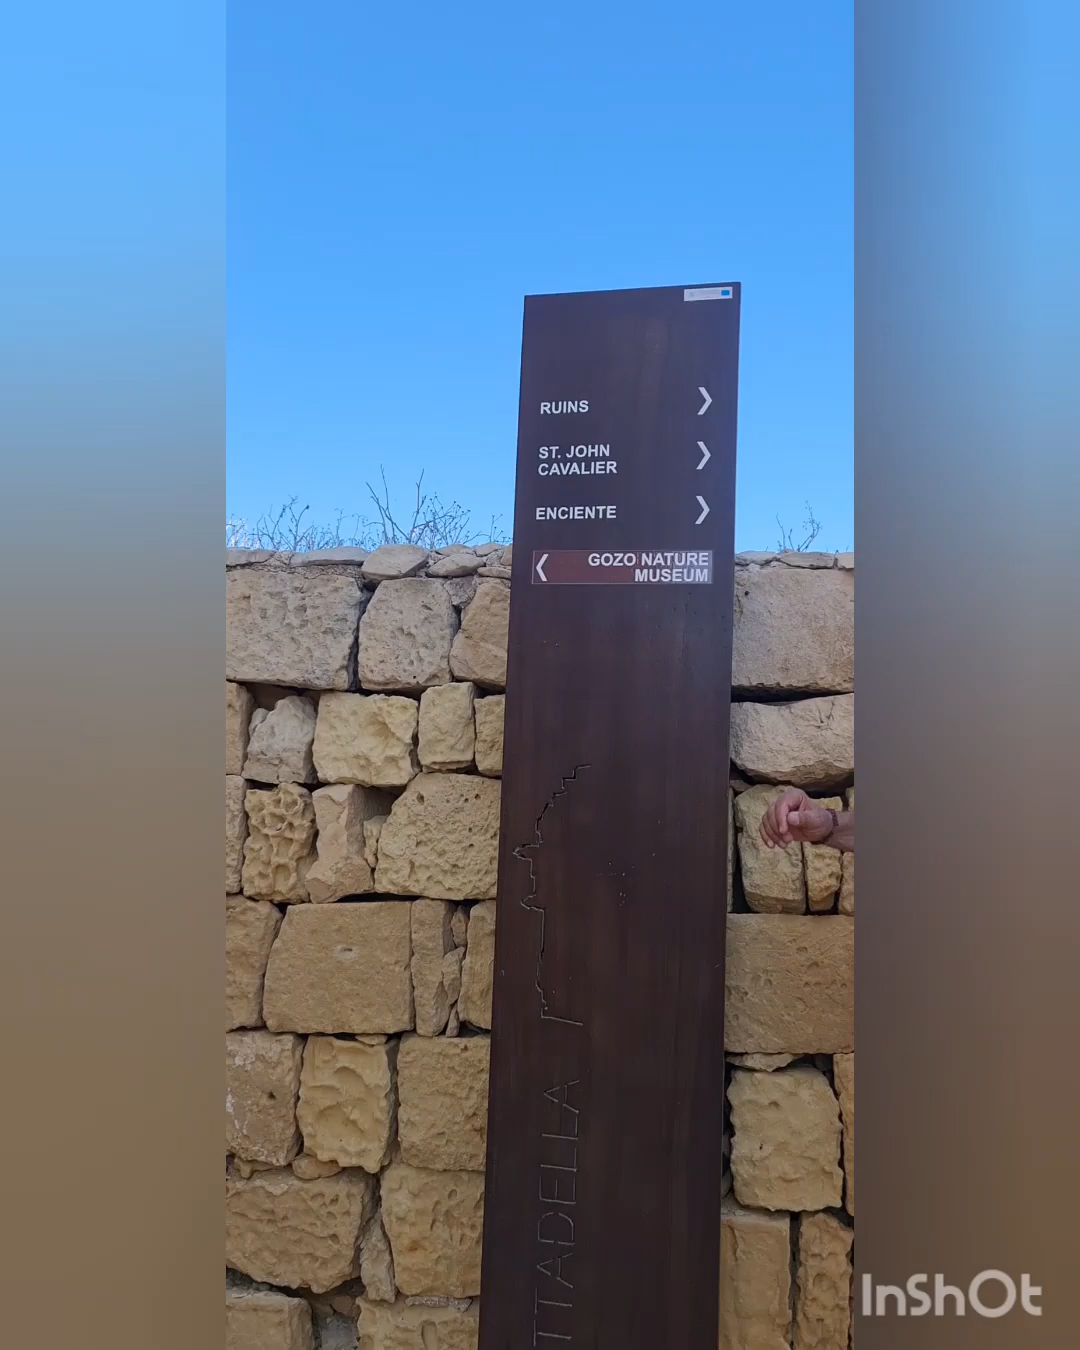 RUINS
ST. JOHN
CAVALIER
ENCIENTE
GOZO NATURE
MUSEUM
TTADELLA
InShOt